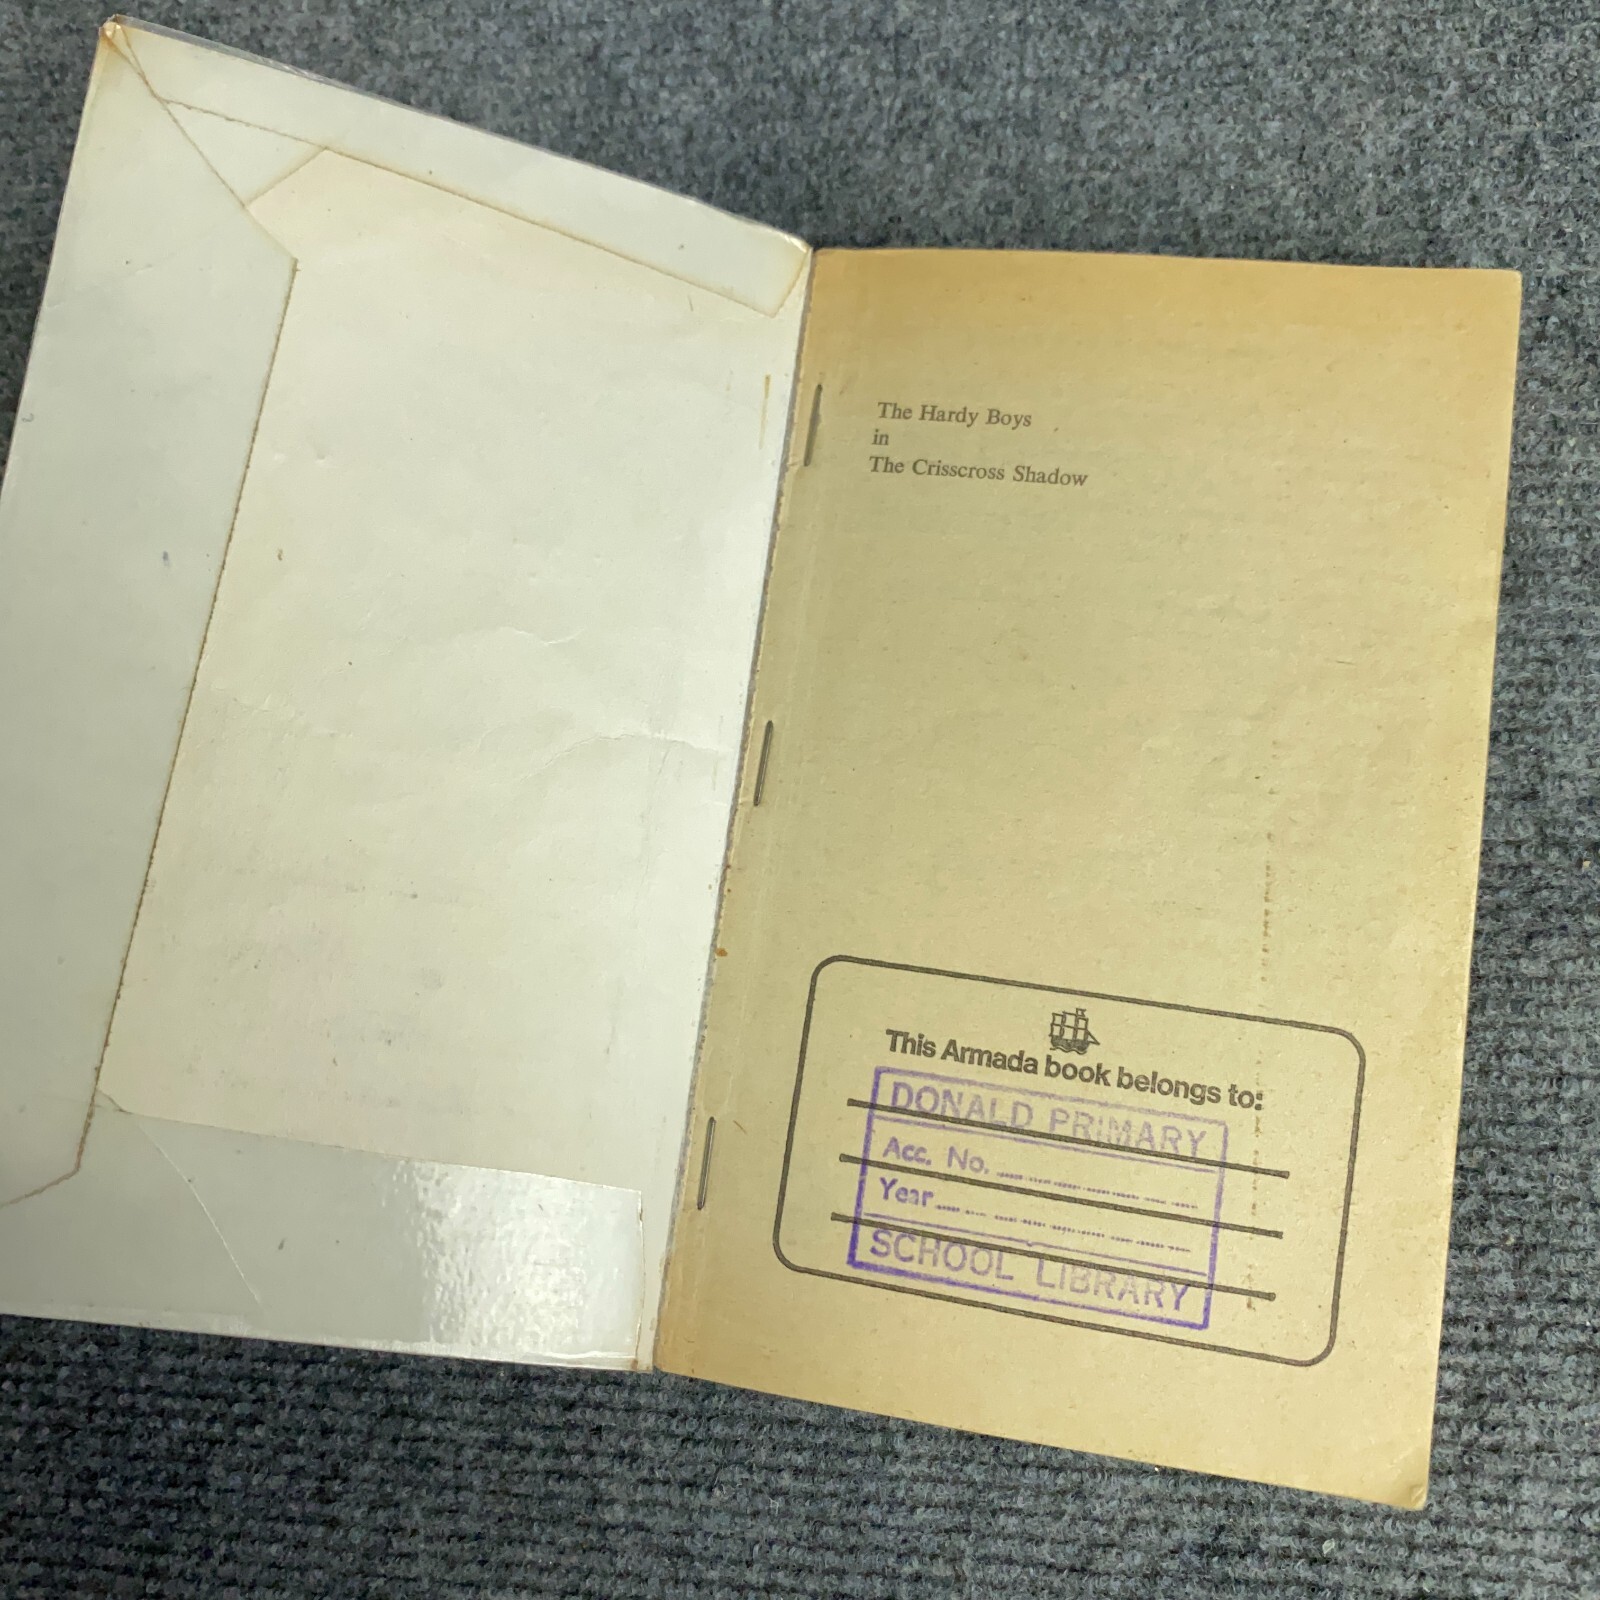 The Hardy Boys
in
The Crisscross Shadow
This Armada book belongs to:
DONALD PRIMARY
Acc. No.
Year
SCHOOL LIBRARY